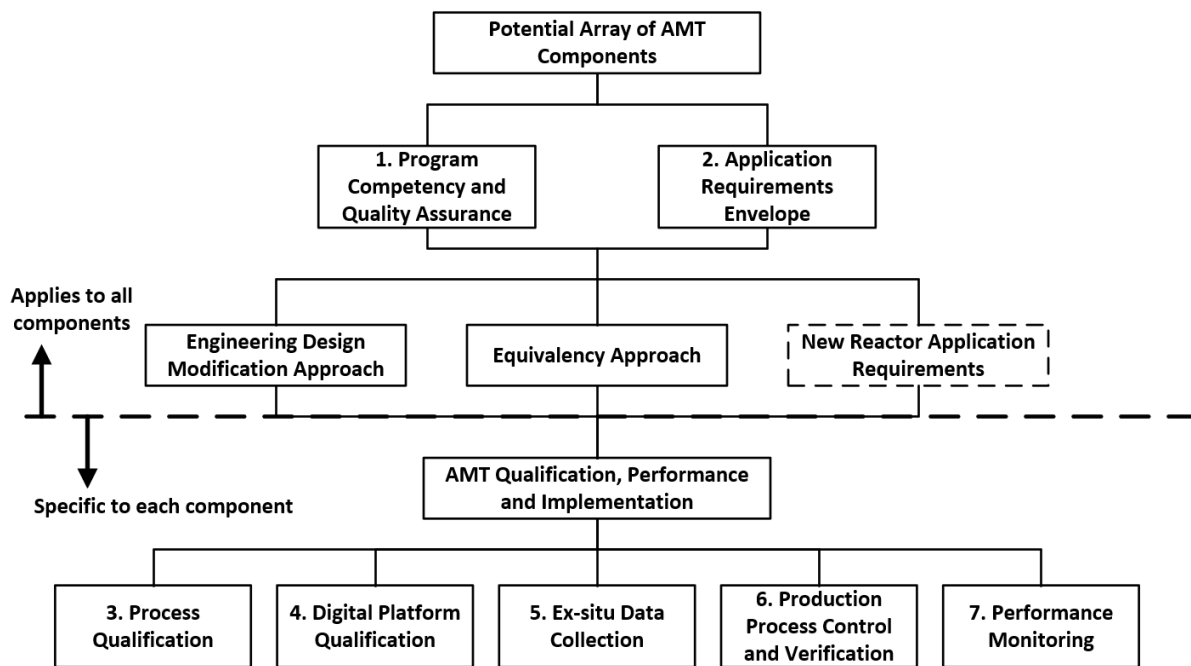 Potential Array of AMT
Components
1. Program
Competency and
Quality Assurance
2. Application
Requirements
Envelope
Applies to all
components
Engineering Design
Modification Approach
Equivalency Approach
New Reactor Application
Requirements
Specific to each component
AMT Qualification, Performance
and Implementation
3. Process
Qualification
4. Digital Platform
Qualification
5. Ex-situ Data
Collection
6. Production
Process Control
and Verification
7. Performance
Monitoring